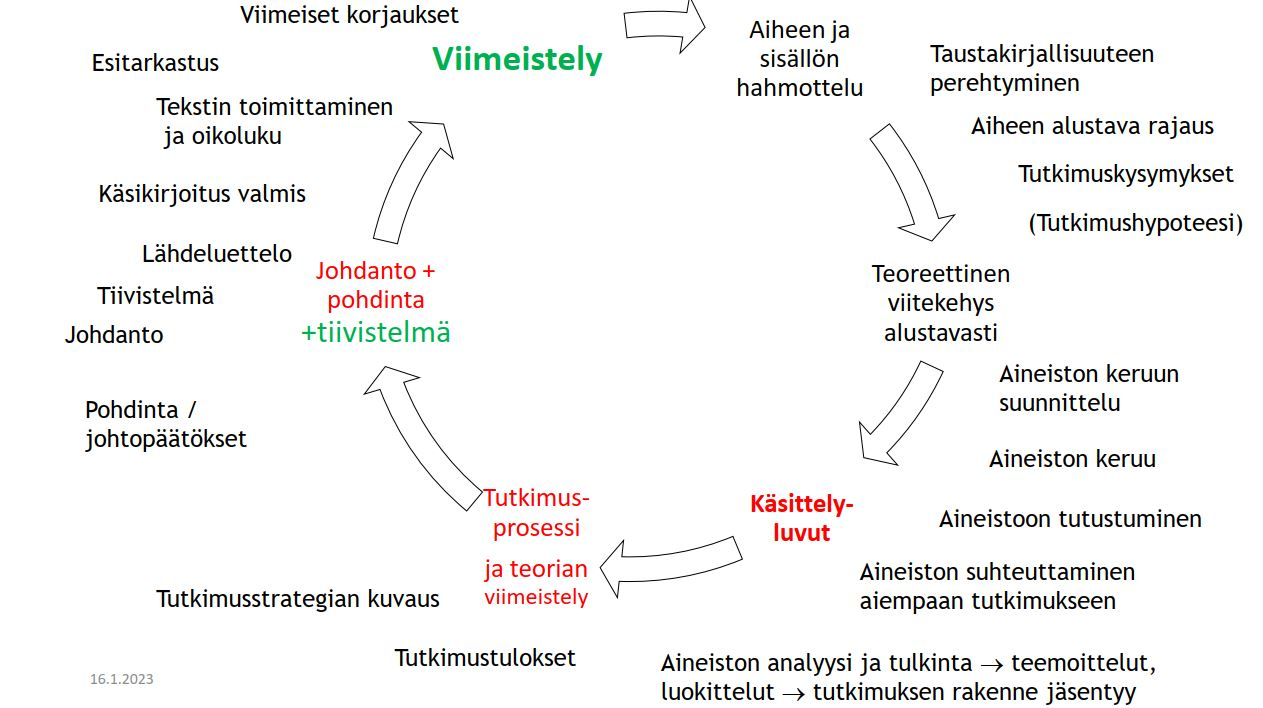 Viimeiset korjaukset
Viimeistely
Aiheen ja
sisällön
hahmottelu
Taustakirjallisuuteen
perehtyminen
Aiheen alustava rajaus
Tutkimuskysymykset
(Tutkimushypoteesi)
Teoreettinen
viitekehys
alustavasti
Aineiston keruun
suunnittelu
Aineiston keruu
Käsittely-
luvut
Aineistoon tutustuminen
Aineiston suhteuttaminen
aiempaan tutkimukseen
Aineiston analyysi ja tulkinta → teemoittelut,
luokittelut → tutkimuksen rakenne jäsentyy
Tutkimus-
prosessi
ja teorian
viimeistely
Tutkimustulokset
Tutkimusstrategian kuvaus
Johdanto +
pohdinta
+tiivistelmä
Pohdinta /
johtopäätökset
Johdanto
Tiivistelmä
Lähdeluettelo
Käsikirjoitus valmis
Tekstin toimittaminen
ja oikoluku
Esitarkastus
16.1.2023